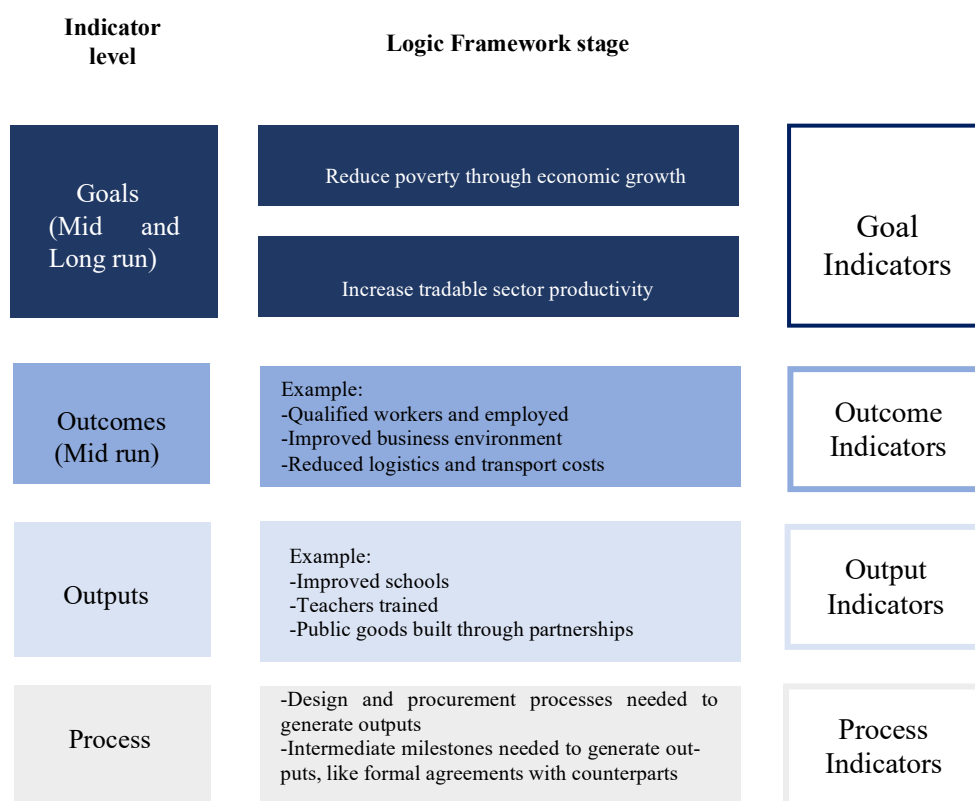 Indicator
level
Logic Framework stage
Goals
(Mid and
Long run)
Reduce poverty through economic growth
Increase tradable sector productivity
Goal
Indicators
Outcomes
(Mid run)
Example:
-Qualified workers and employed
-Improved business environment
-Reduced logistics and transport costs
Outcome
Indicators
Outputs
Example:
-Improved schools
-Teachers trained
-Public goods built through partnerships
Output
Indicators
Process
-Design and procurement processes needed to
generate outputs
-Intermediate milestones needed to generate out-
puts, like formal agreements with counterparts
Process
Indicators